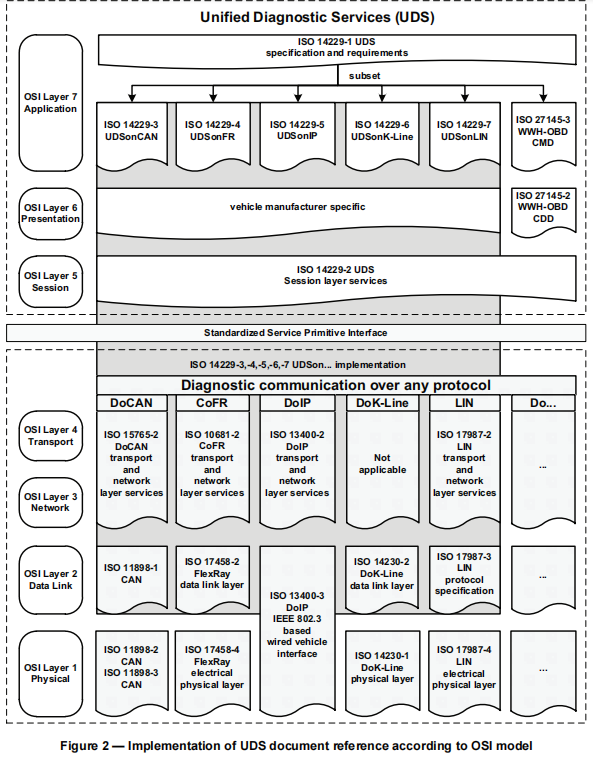 Unified Diagnostic Services (UDS)
ISO 14229-1 UDS
specification and requirements
subset
OSI Layer 7
Application
ISO 14229-3
UDSonCAN
ISO 14229-4
UDSonFR
ISO 14229-5
UDSonIP
ISO 14229-6
UDSonK-Line
ISO 14229-7
UDSonLIN
ISO 27145-3
WWH-OBD
CMD
OSI Layer 6
Presentation
vehicle manufacturer specific
ISO 27145-2
WWH-OBD
CDD
OSI Layer 5
Session
ISO 14229-2 UDS
Session layer services
Standardized Service Primitive Interface
ISO 14229-3,-4,-5,-6,-7 UDSon... implementation
Diagnostic communication over any protocol
DoCAN
CoFR
DoIP
DoK-Line
LIN
Do...
OSI Layer 4
Transport
OSI Layer 3
Network
ISO 15765-2
DoCAN
transport
and
network
layer services
ISO 10681-2
CoFR
transport
and
network
layer services
ISO 13400-2
DoIP
transport
and
network
layer services
Not
applicable
ISO 17987-2
LIN
transport
and
network
layer services
...
OSI Layer 2
Data Link
ISO 11898-1
CAN
ISO 17458-2
FlexRay
data link layer
ISO 13400-3
DoIP
IEEE 802.3
based
wired vehicle
interface
ISO 14230-2
DoK-Line
data link layer
ISO 17987-3
LIN
protocol
specification
...
OSI Layer 1
Physical
ISO 11898-2
CAN
ISO 11898-3
CAN
ISO 17458-4
FlexRay
electrical
physical layer
ISO 14230-1
DoK-Line
physical layer
ISO 17987-4
LIN
electrical
physical layer
...
Figure 2 — Implementation of UDS document reference according to OSI model